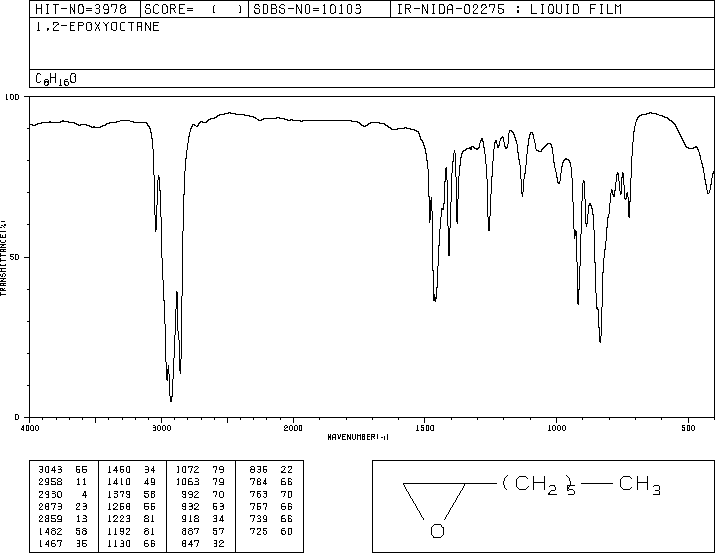 HIT-NO=3978 SCORE= ( ) SDBS-NO=10103 IR-NIDA-02275 : LIQUID FILM
1,2-EPOXYOCTANE
C8H16O
100
50
0
TRANSMITTANCE(%)
4000 3000 2000 1500 1000 500
WAVENUMBER(-1)
3043 56 1460 34 1072 79 836 22
2958 11 1410 49 1063 79 784 66
2930 4 1379 58 992 70 763 70
2873 23 1258 56 932 53 757 66
2859 13 1223 81 918 34 739 66
1482 58 1192 81 887 57 725 60
1467 35 1130 66 847 32
(CH2)5 CH3
O